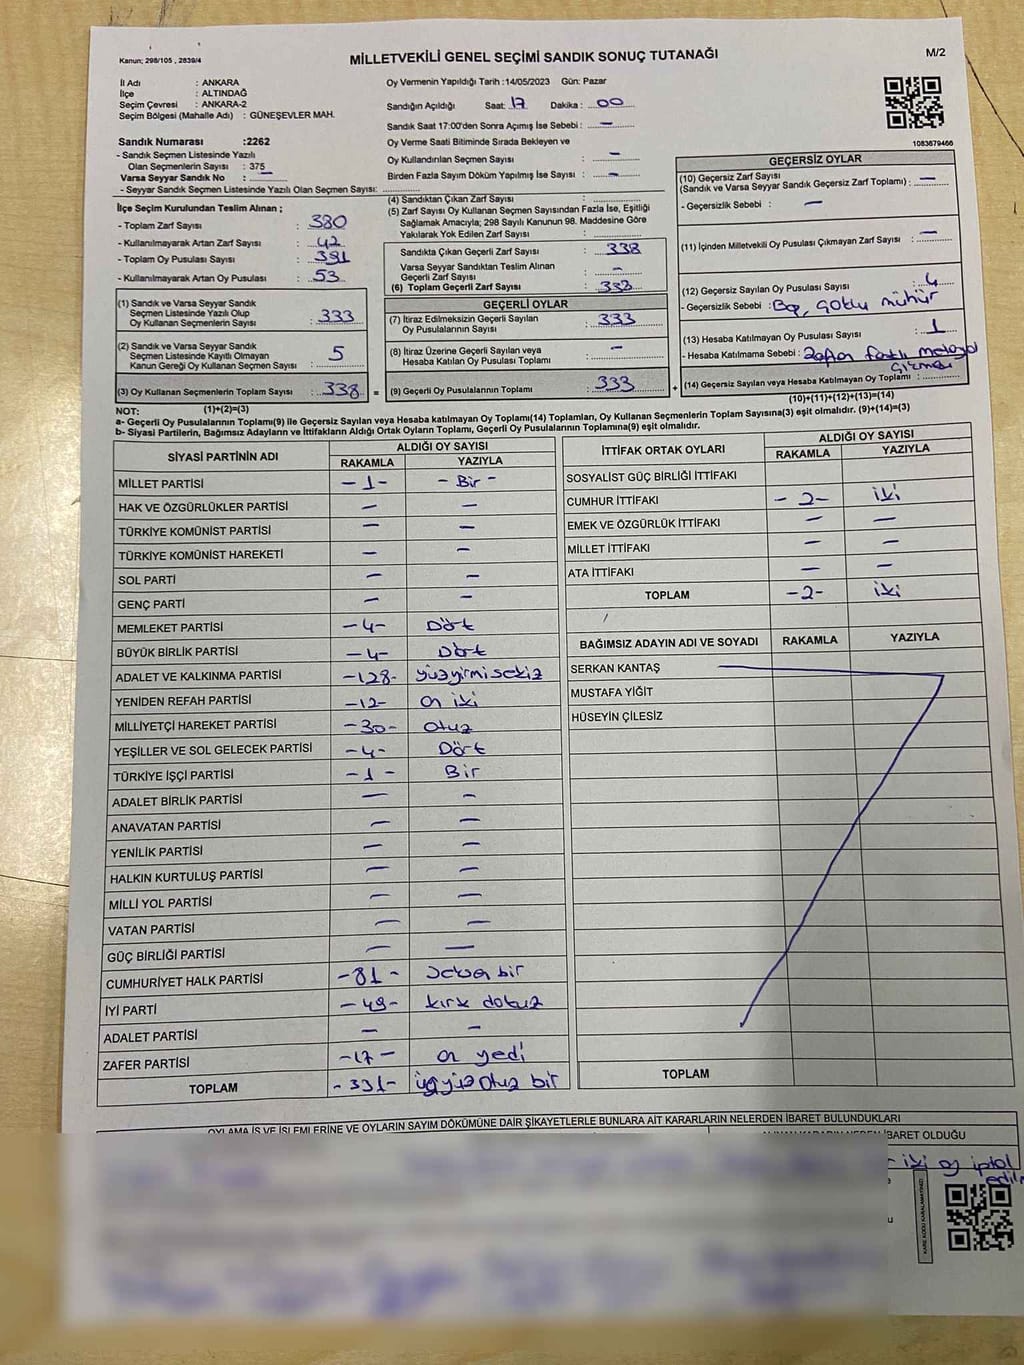 Kanun; 298/105 , 2839/4
MİLLETVEKİLİ GENEL SEÇİMİ SANDIK SONUÇ TUTANAĞI
M/2
İl Adı : ANKARA
İlçe : ALTINDAĞ
Seçim Çevresi : ANKARA-2
Seçim Bölgesi (Mahalle Adı) : GÜNEŞEVLER MAH.
Sandık Numarası :2262
- Sandık Seçmen Listesinde Yazılı
Olan Seçmenlerin Sayısı : 375
Varsa Seyyar Sandık No : –
- Seyyar Sandık Seçmen Listesinde Yazılı Olan Seçmen Sayısı:
Oy Vermenin Yapıldığı Tarih :14/05/2023 Gün: Pazar
Sandığın Açıldığı Saat: 17 Dakika : 00
Sandık Saat 17:00'den Sonra Açımış İse Sebebi : –
Oy Verme Saati Bitiminde Sırada Bekleyen ve
Oy Kullandırılan Seçmen Sayısı : –
Birden Fazla Sayım Döküm Yapılmış İse Sayısı : –
1083679466
İlçe Seçim Kurulundan Teslim Alınan ;
- Toplam Zarf Sayısı : 380
- Kullanılmayarak Artan Zarf Sayısı : 42
- Toplam Oy Pusulası Sayısı : 391
- Kullanılmayarak Artan Oy Pusulası : 53
(1) Sandık ve Varsa Seyyar Sandık
Seçmen Listesinde Yazılı Olup
Oy Kullanan Seçmenlerin Sayısı : 333
(2) Sandık ve Varsa Seyyar Sandık
Seçmen Listesinde Kayıtlı Olmayan
Kanun Gereği Oy Kullanan Seçmen Sayısı : 5
(3) Oy Kullanan Seçmenlerin Toplam Sayısı : 338 =
(4) Sandıktan Çıkan Zarf Sayısı :
(5) Zarf Sayısı Oy Kullanan Seçmen Sayısından Fazla İse, Eşitliği
Sağlamak Amacıyla; 298 Sayılı Kanunun 98. Maddesine Göre
Yakılarak Yok Edilen Zarf Sayısı :
Sandıkta Çıkan Geçerli Zarf Sayısı : 338
Varsa Seyyar Sandıktan Teslim Alınan
Geçerli Zarf Sayısı : –
(6) Toplam Geçerli Zarf Sayısı : 333
GEÇERLİ OYLAR
(7) İtiraz Edilmeksizin Geçerli Sayılan
Oy Pusulalarının Sayısı : 333
(8) İtiraz Üzerine Geçerli Sayılan veya
Hesaba Katılan Oy Pusulası Toplamı : –
(9) Geçerli Oy Pusulalarının Toplamı : 333 +
GEÇERSİZ OYLAR
(10) Geçersiz Zarf Sayısı
(Sandık ve Varsa Seyyar Sandık Geçersiz Zarf Toplamı) : –
- Geçersizlik Sebebi : –
(11) İçinden Milletvekili Oy Pusulası Çıkmayan Zarf Sayısı : –
(12) Geçersiz Sayılan Oy Pusulası Sayısı : 4
- Geçersizlik Sebebi : Boş, çoklu mühür
(13) Hesaba Katılmayan Oy Pusulası Sayısı : 1
- Hesaba Katılmama Sebebi : Zaftan farklı
(14) Geçersiz Sayılan veya Hesaba Katılmayan Oy Toplamı :
(1)+(2)=(3)
(10)+(11)+(12)+(13)=(14)
NOT:
a- Geçerli Oy Pusulalarının Toplamı(9) ile Geçersiz Sayılan veya Hesaba katılmayan Oy Toplamı(14) Toplamları, Oy Kullanan Seçmenlerin Toplam Sayısına(3) eşit olmalıdır. (9)+(14)=(3)
b- Siyasi Partilerin, Bağımsız Adayların ve İttifakların Aldığı Ortak Oyların Toplamı, Geçerli Oy Pusulalarının Toplamına(9) eşit olmalıdır.
SİYASİ PARTİNİN ADI ALDIĞI OY SAYISI
RAKAMLA YAZIYLA
MİLLET PARTİSİ –1– – Bir –
HAK VE ÖZGÜRLÜKLER PARTİSİ – –
TÜRKİYE KOMÜNİST PARTİSİ – –
TÜRKİYE KOMÜNİST HAREKETİ – –
SOL PARTİ – –
GENÇ PARTİ – –
MEMLEKET PARTİSİ –4– Dört
BÜYÜK BİRLİK PARTİSİ –4– Dört
ADALET VE KALKINMA PARTİSİ –128– yüzyirmisekiz
YENİDEN REFAH PARTİSİ –12– on iki
MİLLİYETÇİ HAREKET PARTİSİ –30– otuz
YEŞİLLER VE SOL GELECEK PARTİSİ –4– Dört
TÜRKİYE İŞÇİ PARTİSİ –1– Bir
ADALET BİRLİK PARTİSİ – –
ANAVATAN PARTİSİ – –
YENİLİK PARTİSİ – –
HALKIN KURTULUŞ PARTİSİ – –
MİLLİ YOL PARTİSİ – –
VATAN PARTİSİ – –
GÜÇ BİRLİĞİ PARTİSİ – –
CUMHURİYET HALK PARTİSİ –81– seksen bir
İYİ PARTİ –49– kırk dokuz
ADALET PARTİSİ – –
ZAFER PARTİSİ –17– on yedi
TOPLAM –331– üçyüzotuz bir
İTTİFAK ORTAK OYLARI ALDIĞI OY SAYISI
RAKAMLA YAZIYLA
SOSYALİST GÜÇ BİRLİĞİ İTTİFAKI
CUMHUR İTTİFAKI –2– iki
EMEK VE ÖZGÜRLÜK İTTİFAKI – –
MİLLET İTTİFAKI – –
ATA İTTİFAKI – –
TOPLAM –2– iki
BAĞIMSIZ ADAYIN ADI VE SOYADI RAKAMLA YAZIYLA
SERKAN KANTAŞ
MUSTAFA YİĞİT
HÜSEYİN ÇİLESİZ
TOPLAM
OYLAMA İŞ VE İŞLEMLERİNE VE OYLARIN SAYIM DÖKÜMÜNE DAİR ŞİKAYETLERLE BUNLARA AİT KARARLARIN NELERDEN İBARET BULUNDUKLARI
İBARET OLDUĞU
– iki oy iptal
KARE KODU KARALAMAYINIZ